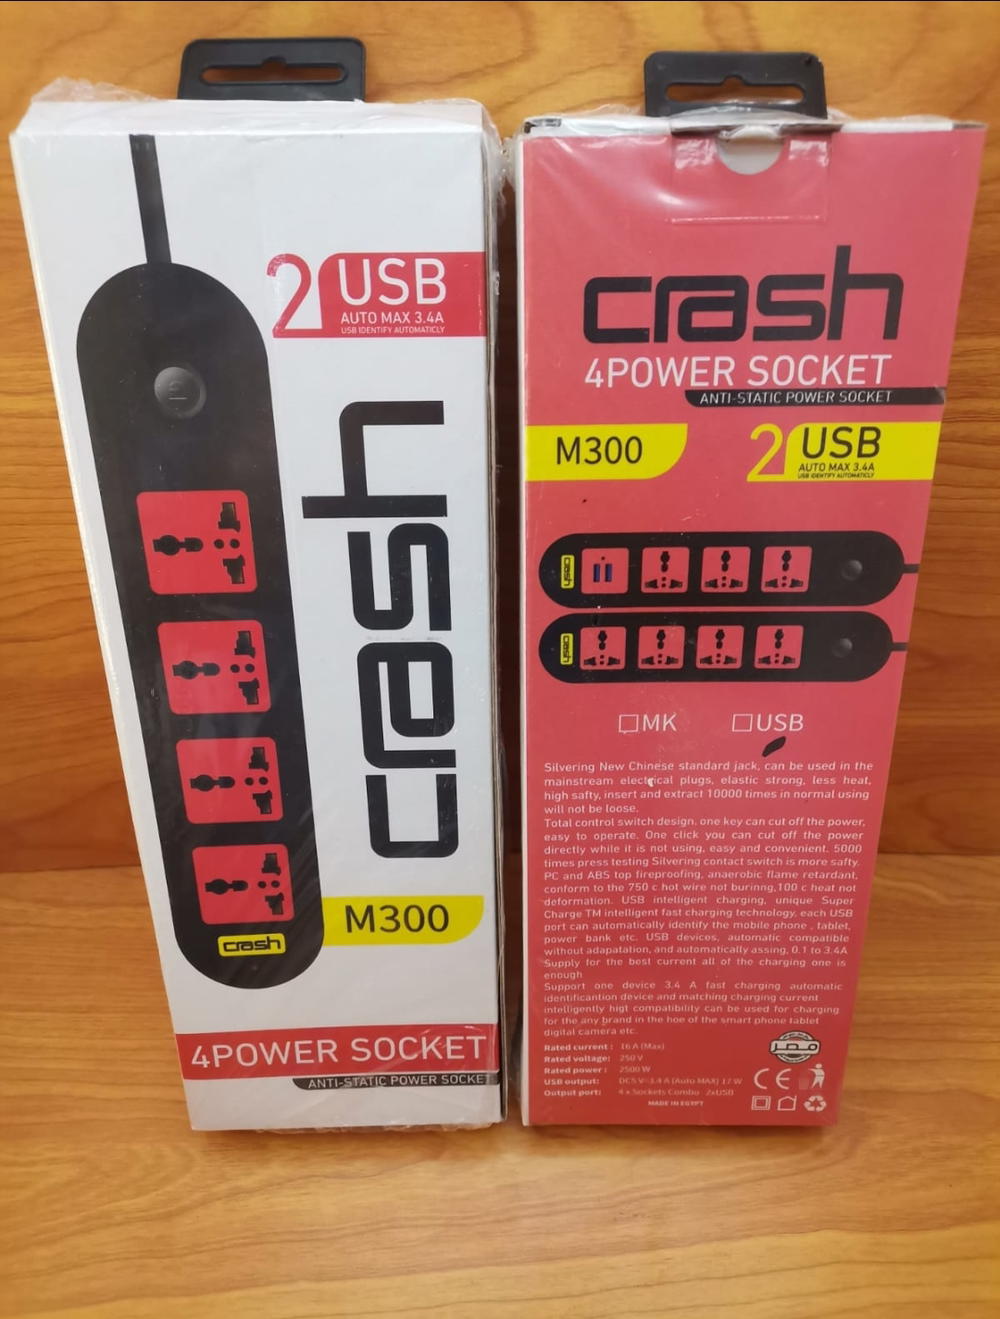 2 USB
AUTO MAX 3.4A
USB IDENTIFY AUTOMATICLY
crash
crash
M300
4POWER SOCKET
ANTI-STATIC POWER SOCKET
crash
4POWER SOCKET
ANTI-STATIC POWER SOCKET
M300
2 USB
AUTO MAX 3.4A
USB IDENTIFY AUTOMATICLY
crash
crash
MK USB
Silvering New Chinese standard jack, can be used in the
mainstream electrical plugs, elastic strong, less heat,
high safty, insert and extract 10000 times in normal using
will not be loose.
Total control switch design. one key can cut off the power,
easy to operate. One click you can cut off the power
directly while it is not using, easy and convenient. 5000
times press testing Silvering contact switch is more safty.
PC and ABS top fireproofing, anaerobic flame retardant,
conform to the 750 c hot wire not burinng,100 c heat not
deformation. USB intelligent charging, unique Super
Charge TM intelligent fast charging technology, each USB
port can automatically identify the mobile phone , tablet,
power bank etc. USB devices, automatic compatible
without adapatation, and automatically assing, 0.1 to 3.4A
Supply for the best current all of the charging one is
enough
Support one device 3.4 A fast charging automatic
identificantion device and matching charging current
intelligently higt compatibility can be used for charging
for the any brand in the hoe of the smart phone tablet
digital camera etc.
Rated current : 16 A (Max)
Rated voltage: 250 V
Rated power : 2500 W
USB output: DC5 V-3.4 A (Auto MAX) 17 W
Output port: 4 x Sockets Combo 2xUSB
MADE IN EGYPT
CE